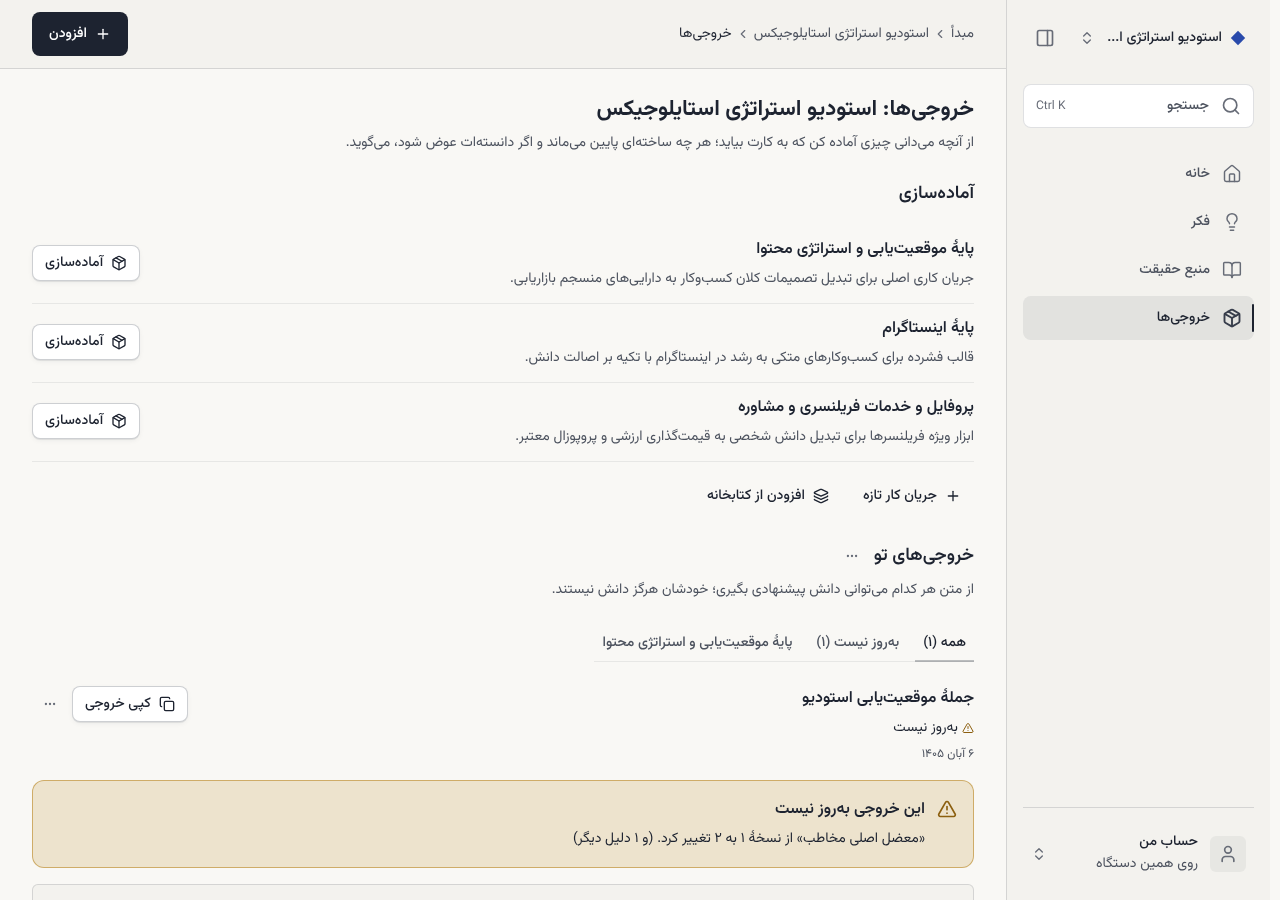 استودیو استراتژی ا...
جستجو
Ctrl K
خانه
فکر
منبع حقیقت
خروجی‌ها
حساب من
روی همین دستگاه
مبدأ › استودیو استراتژی استایلوجیکس › خروجی‌ها
افزودن
خروجی‌ها: استودیو استراتژی استایلوجیکس
از آنچه می‌دانی چیزی آماده کن که به کارت بیاید؛ هر چه ساخته‌ای پایین می‌ماند و اگر دانسته‌ات عوض شود، می‌گوید.
آماده‌سازی
پایهٔ موقعیت‌یابی و استراتژی محتوا
جریان کاری اصلی برای تبدیل تصمیمات کلان کسب‌وکار به دارایی‌های منسجم بازاریابی.
آماده‌سازی
پایهٔ اینستاگرام
قالب فشرده برای کسب‌وکارهای متکی به رشد در اینستاگرام با تکیه بر اصالت دانش.
آماده‌سازی
پروفایل و خدمات فریلنسری و مشاوره
ابزار ویژه فریلنسرها برای تبدیل دانش شخصی به قیمت‌گذاری ارزشی و پروپوزال معتبر.
آماده‌سازی
جریان کار تازه
افزودن از کتابخانه
خروجی‌های تو ...
از متن هر کدام می‌توانی دانش پیشنهادی بگیری؛ خودشان هرگز دانش نیستند.
همه (۱)
به‌روز نیست (۱)
پایهٔ موقعیت‌یابی و استراتژی محتوا
جملهٔ موقعیت‌یابی استودیو
کپی خروجی
...
به‌روز نیست
۶ آبان ۱۴۰۵
این خروجی به‌روز نیست
«معضل اصلی مخاطب» از نسخهٔ ۱ به ۲ تغییر کرد. (و ۱ دلیل دیگر)